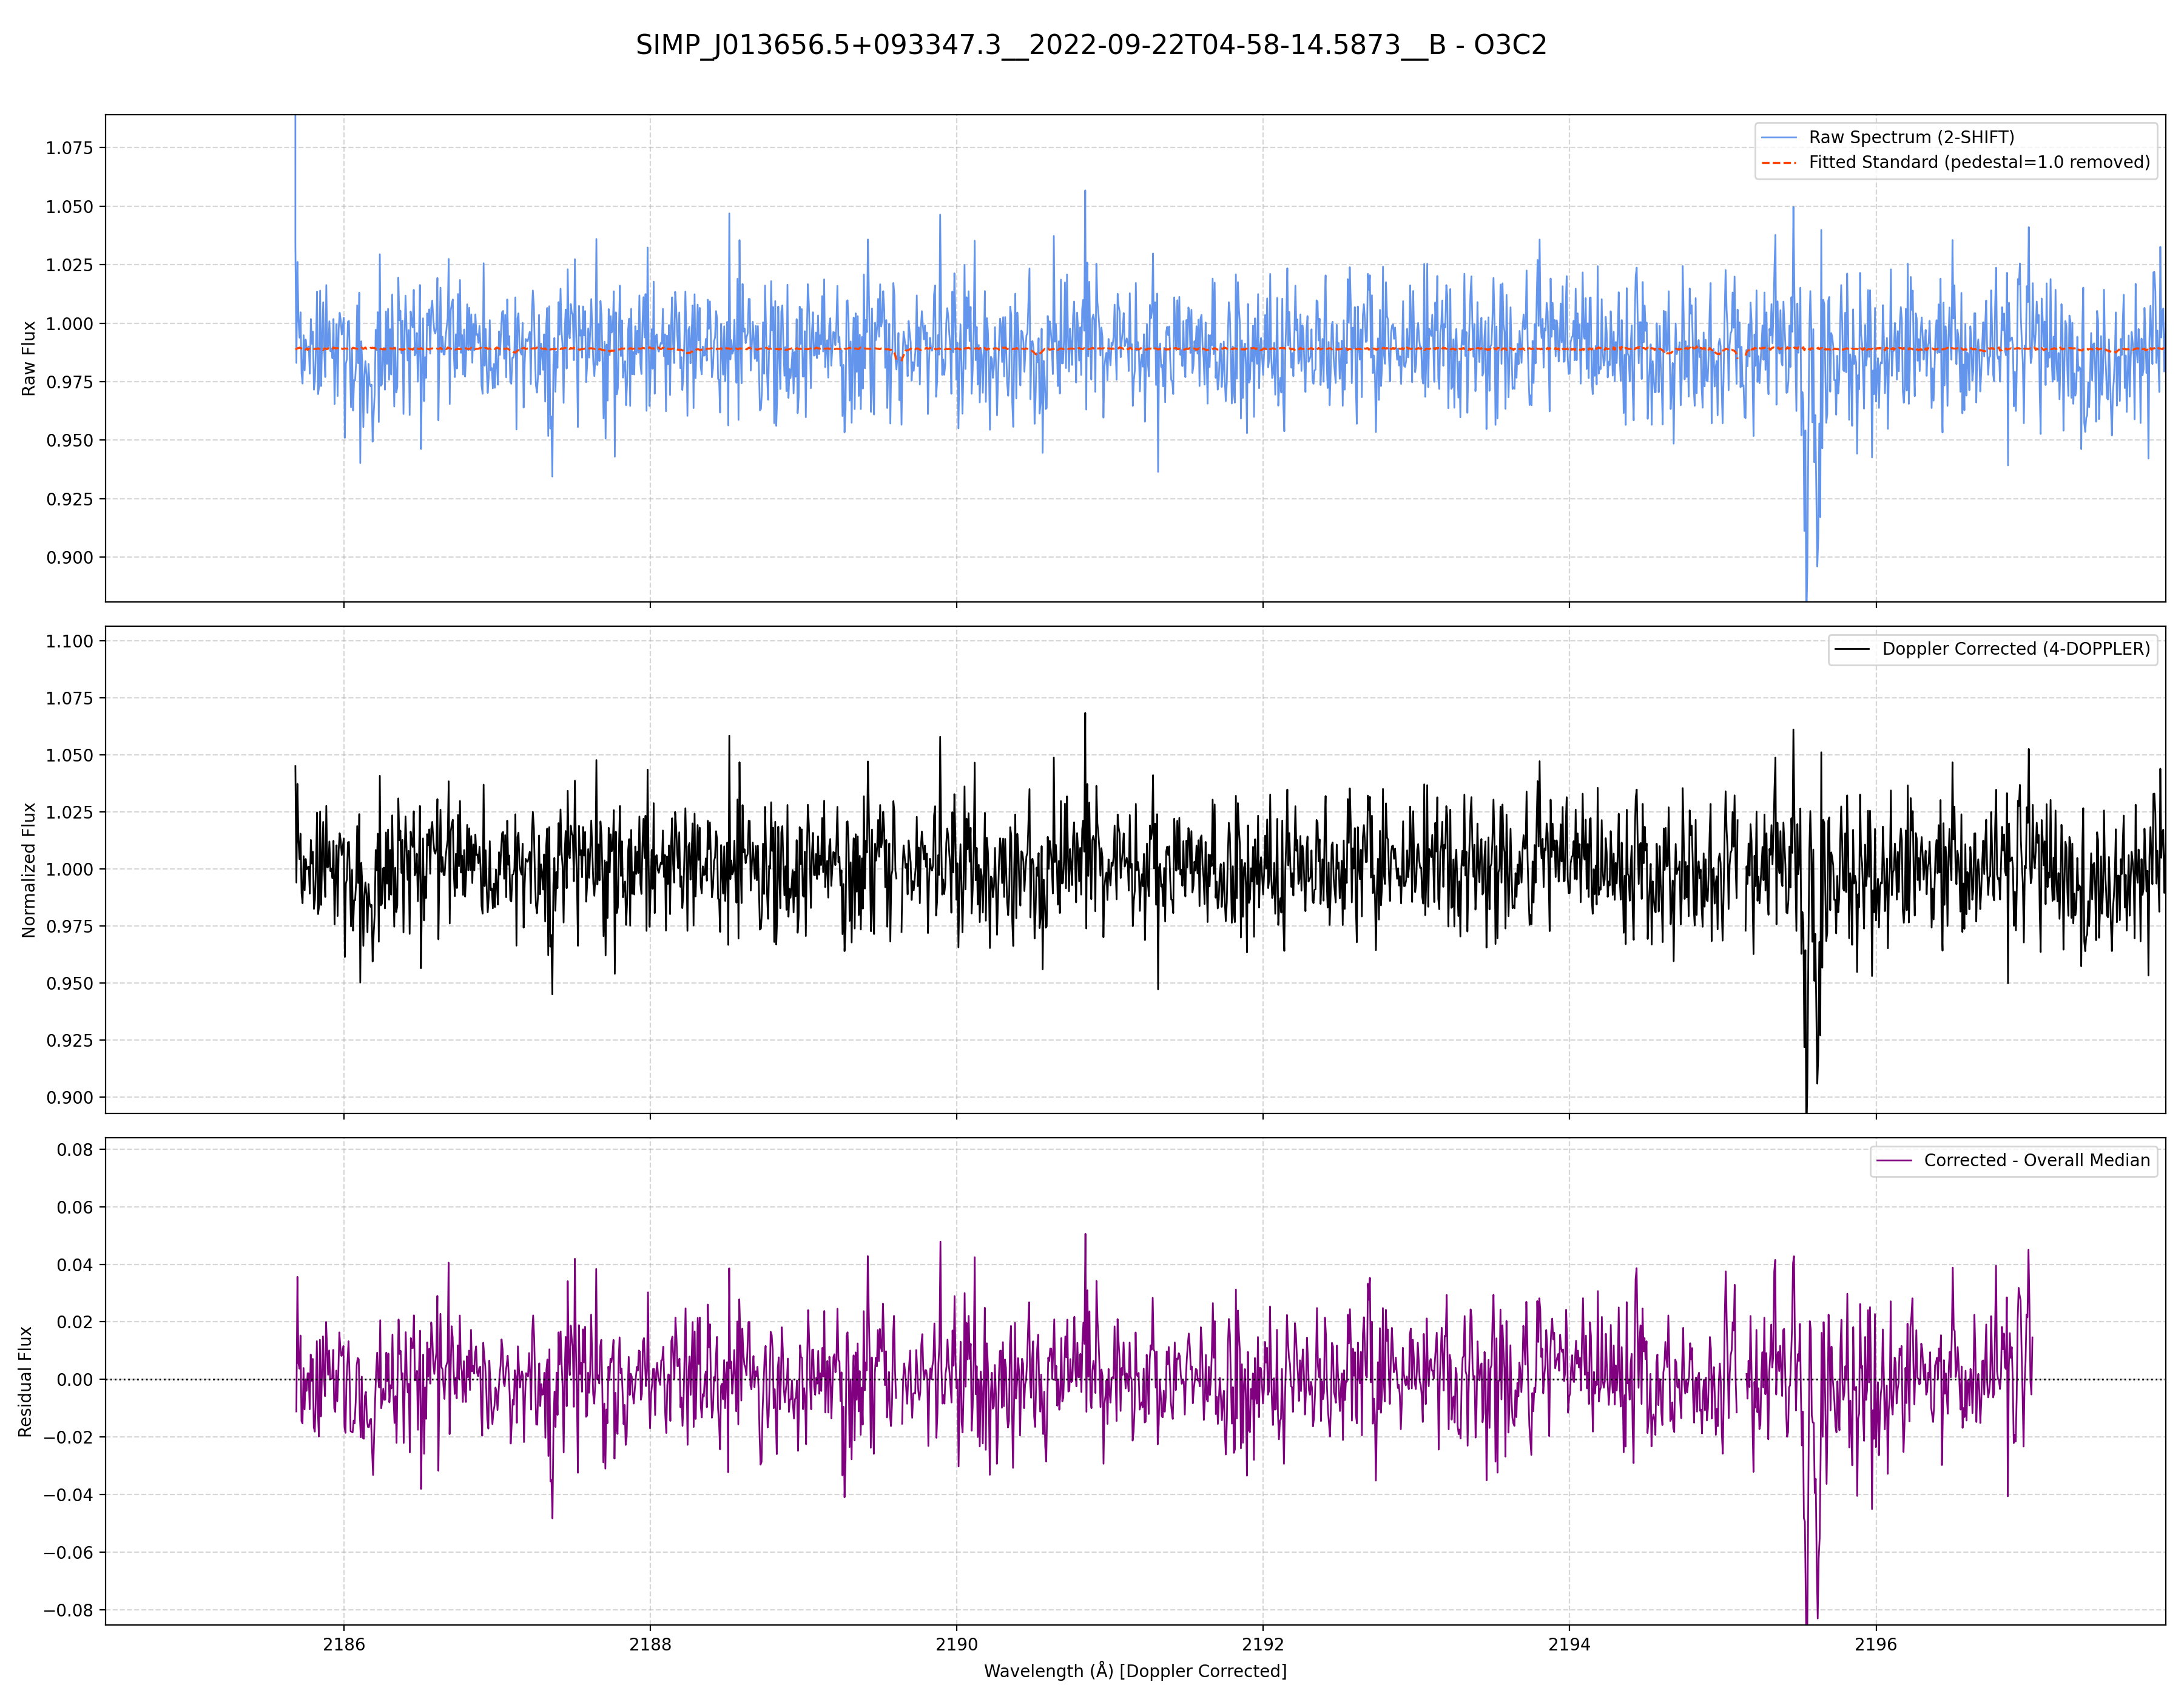 SIMP_J013656.5+093347.3__2022-09-22T04-58-14.5873__B - O3C2
Raw Flux
1.075
1.050
1.025
1.000
0.975
0.950
0.925
0.900
Raw Spectrum (2-SHIFT)
Fitted Standard (pedestal=1.0 removed)
Normalized Flux
1.100
1.075
1.050
1.025
1.000
0.975
0.950
0.925
0.900
Doppler Corrected (4-DOPPLER)
Residual Flux
0.08
0.06
0.04
0.02
0.00
−0.02
−0.04
−0.06
−0.08
Corrected - Overall Median
2186 2188 2190 2192 2194 2196
Wavelength (Å) [Doppler Corrected]